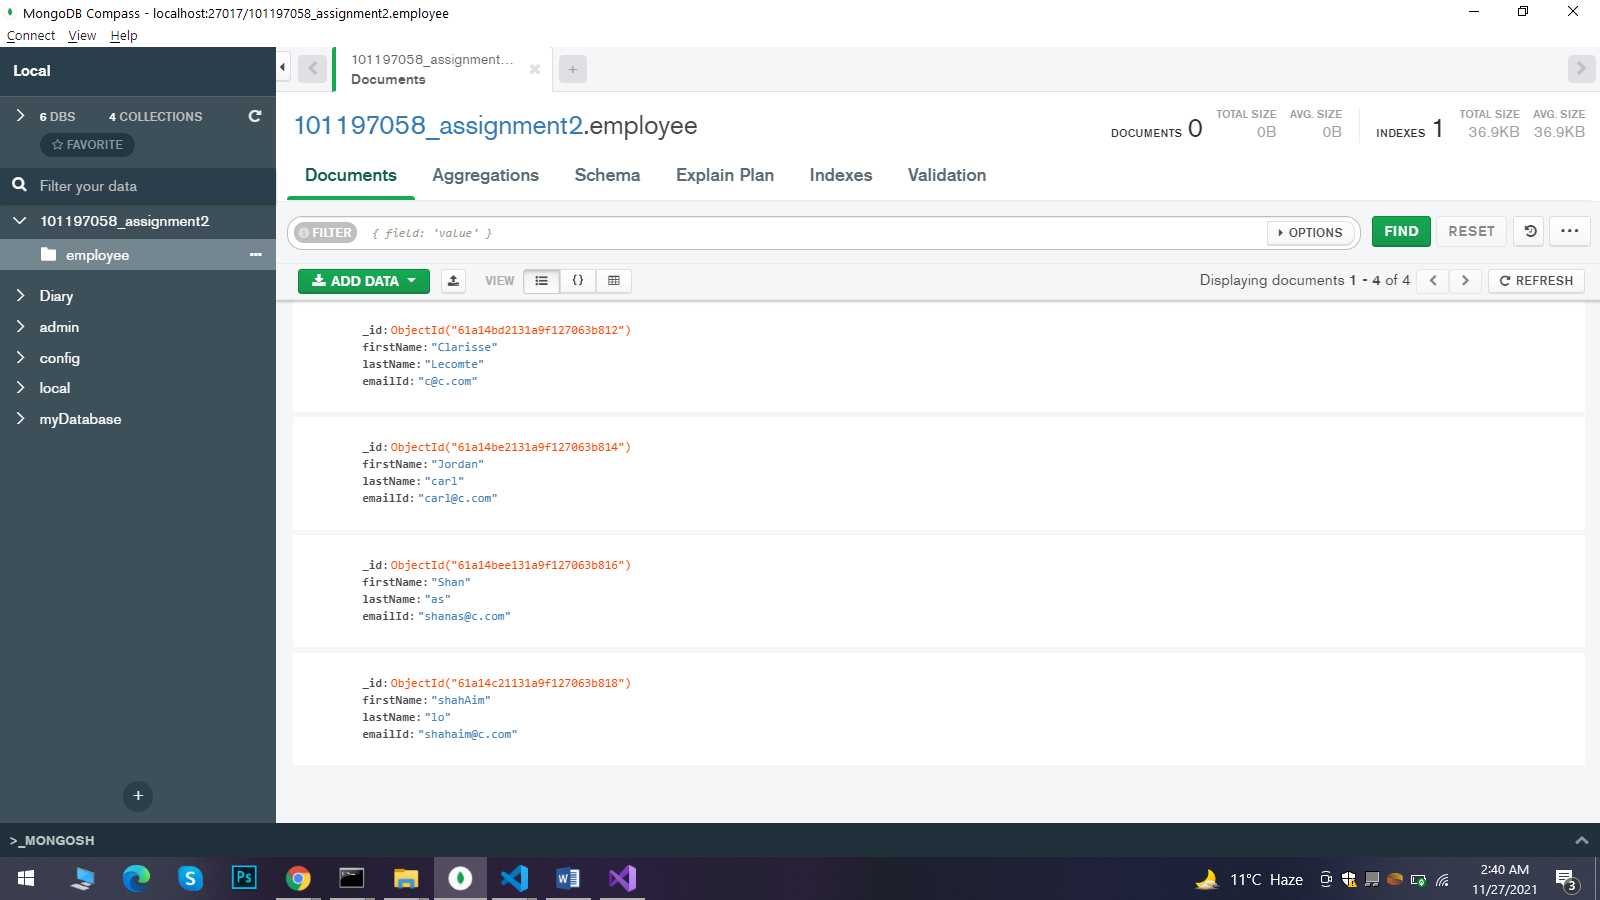 MongoDB Compass - localhost:27017/101197058_assignment2.employee
Connect View Help
Local
6 DBS 4 COLLECTIONS
FAVORITE
Filter your data
101197058_assignment2
employee
Diary
admin
config
local
myDatabase
+
101197058_assignment...
Documents
+
101197058_assignment2.employee
DOCUMENTS 0 TOTAL SIZE 0B AVG. SIZE 0B INDEXES 1 TOTAL SIZE 36.9KB AVG. SIZE 36.9KB
Documents Aggregations Schema Explain Plan Indexes Validation
FILTER { field: 'value' } OPTIONS FIND RESET ...
ADD DATA VIEW {} Displaying documents 1 - 4 of 4 < > REFRESH
_id: ObjectId("61a14bd2131a9f127063b812")
firstName: "Clarisse"
lastName: "Lecomte"
emailId: "c@c.com"
_id: ObjectId("61a14be2131a9f127063b814")
firstName: "Jordan"
lastName: "carl"
emailId: "carl@c.com"
_id: ObjectId("61a14bee131a9f127063b816")
firstName: "Shan"
lastName: "as"
emailId: "shanas@c.com"
_id: ObjectId("61a14c21131a9f127063b818")
firstName: "shahAim"
lastName: "lo"
emailId: "shahaim@c.com"
>_MONGOSH
S Ps W 11°C Haze 2:40 AM
11/27/2021 3